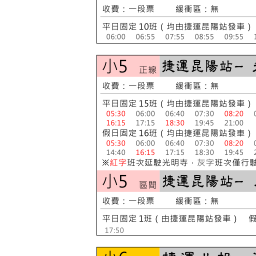 收費：一段票　　緩衝區：無
平日固定10班（均由捷運昆陽站發車）
06:00 06:55 07:55 08:55 09:55
小5 正線 捷運昆陽站─
收費：一段票　　緩衝區：無
平日固定15班（均由捷運昆陽站發車）
05:30 06:00 06:40 07:30 08:20
16:15 17:15 18:30 19:45 21:00
假日固定16班（均由捷運昆陽站發車）
05:30 06:00 06:40 07:30 08:20
14:40 16:15 17:15 18:30 19:45
※紅字班次延駛光明寺，灰字班次僅行駛
小5 區間 捷運昆陽站─
收費：一段票　　緩衝區：無
平日固定1班（由捷運昆陽站發車）　假
17:50